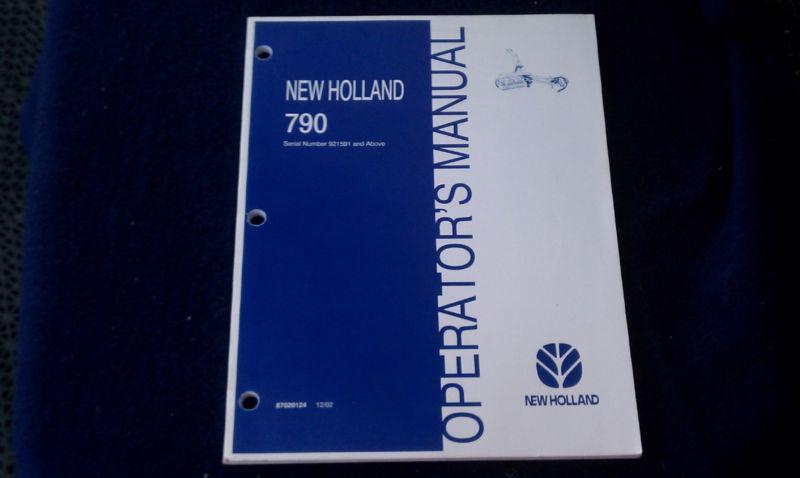 NEW HOLLAND
790
Serial Number 921591 and Above
87020124 12/02
OPERATOR'S MANUAL
NEW HOLLAND